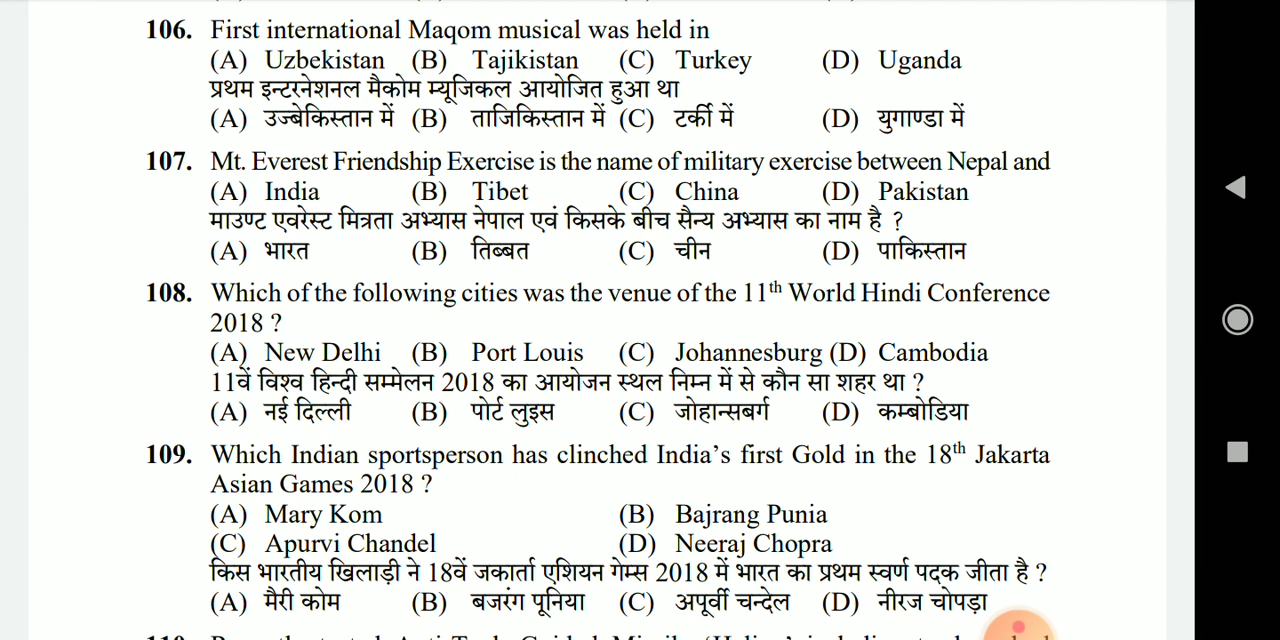 106. First international Maqom musical was held in
(A) Uzbekistan (B) Tajikistan (C) Turkey (D) Uganda
प्रथम इन्टरनेशनल मैकोम म्यूजिकल आयोजित हुआ था
(A) उज्बेकिस्तान में (B) ताजिकिस्तान में (C) टर्की में (D) युगाण्डा में
107. Mt. Everest Friendship Exercise is the name of military exercise between Nepal and
(A) India (B) Tibet (C) China (D) Pakistan
माउण्ट एवरेस्ट मित्रता अभ्यास नेपाल एवं किसके बीच सैन्य अभ्यास का नाम है ?
(A) भारत (B) तिब्बत (C) चीन (D) पाकिस्तान
108. Which of the following cities was the venue of the 11th World Hindi Conference
2018 ?
(A) New Delhi (B) Port Louis (C) Johannesburg (D) Cambodia
11वें विश्व हिन्दी सम्मेलन 2018 का आयोजन स्थल निम्न में से कौन सा शहर था ?
(A) नई दिल्ली (B) पोर्ट लुइस (C) जोहान्सबर्ग (D) कम्बोडिया
109. Which Indian sportsperson has clinched India’s first Gold in the 18th Jakarta
Asian Games 2018 ?
(A) Mary Kom (B) Bajrang Punia
(C) Apurvi Chandel (D) Neeraj Chopra
किस भारतीय खिलाड़ी ने 18वें जकार्ता एशियन गेम्स 2018 में भारत का प्रथम स्वर्ण पदक जीता है ?
(A) मैरी कोम (B) बजरंग पूनिया (C) अपूर्वी चन्देल (D) नीरज चोपड़ा